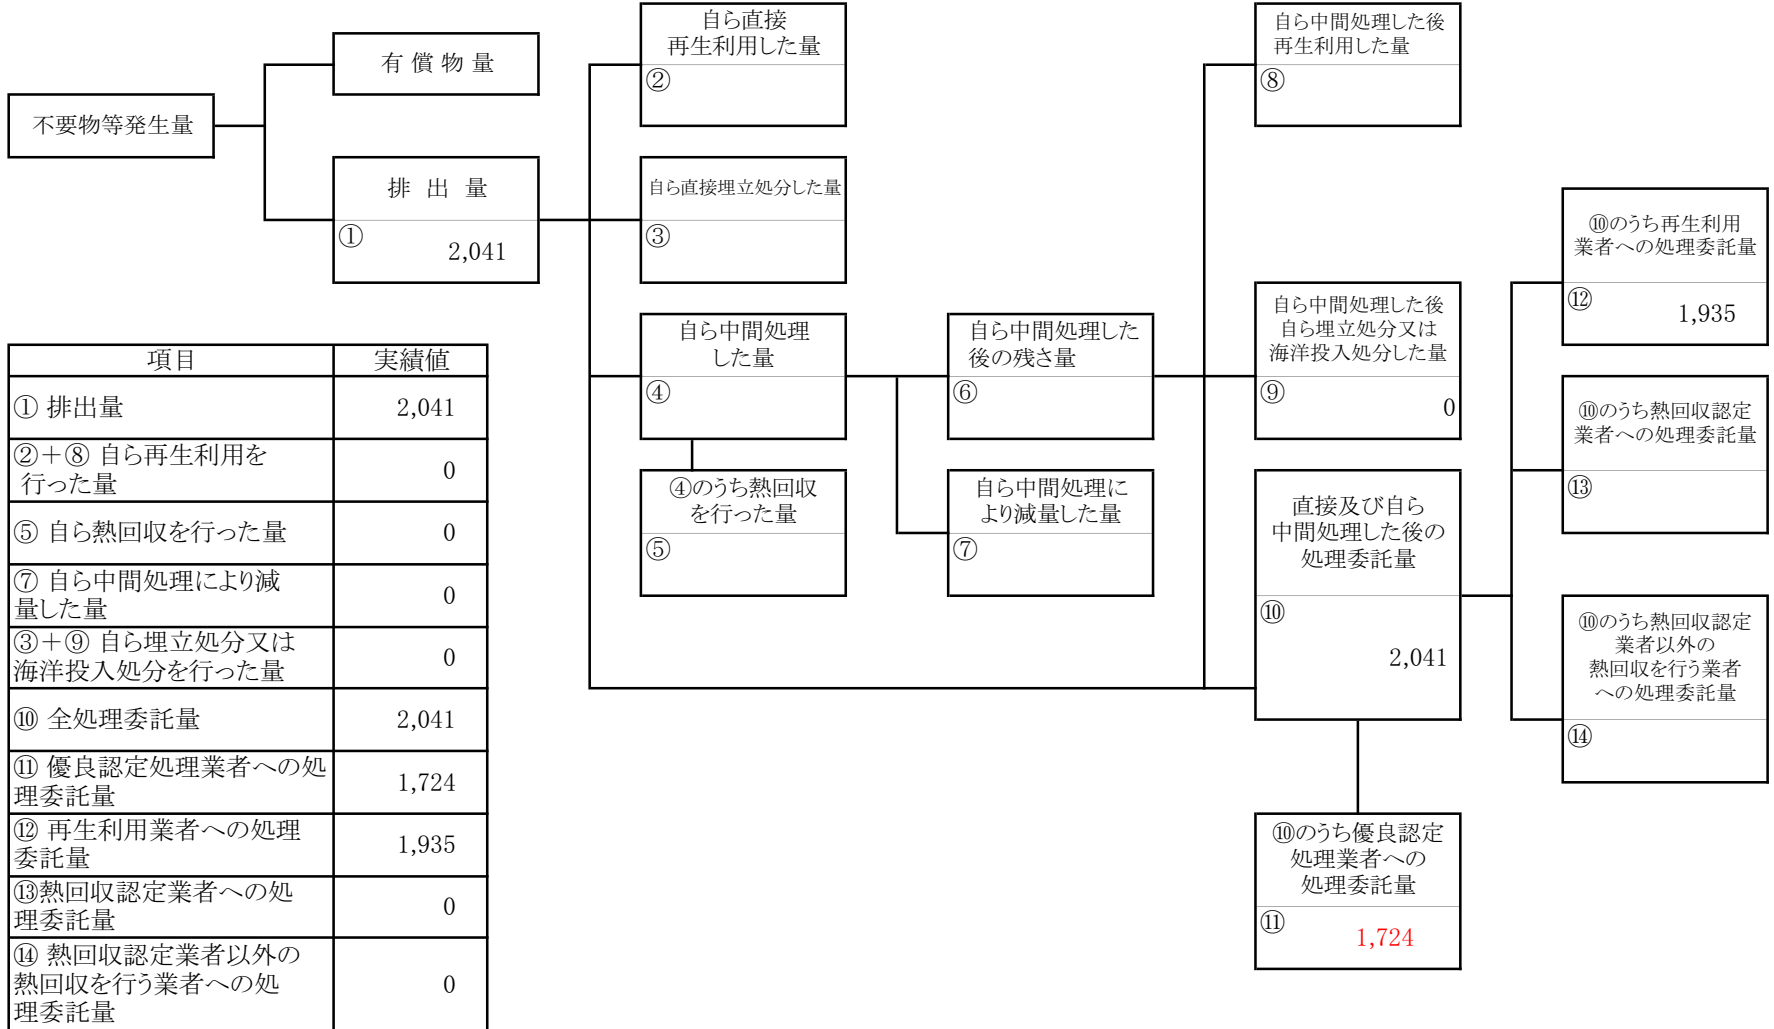 不要物等発生量
有 償 物 量
排 出 量
①
2,041
自ら直接
再生利用した量
②
自ら直接埋立処分した量
③
自ら中間処理
した量
④
④のうち熱回収
を行った量
⑤
自ら中間処理した
後の残さ量
⑥
自ら中間処理に
より減量した量
⑦
自ら中間処理した後
再生利用した量
⑧
自ら中間処理した後
自ら埋立処分又は
海洋投入処分した量
⑨
0
直接及び自ら
中間処理した後の
処理委託量
⑩
2,041
⑩のうち優良認定
処理業者への
処理委託量
⑪
1,724
⑩のうち再生利用
業者への処理委託量
⑫
1,935
⑩のうち熱回収認定
業者への処理委託量
⑬
⑩のうち熱回収認定
業者以外の
熱回収を行う業者
への処理委託量
⑭
項目 実績値
① 排出量 2,041
②＋⑧ 自ら再生利用を
行った量 0
⑤ 自ら熱回収を行った量 0
⑦ 自ら中間処理により減
量した量 0
③＋⑨ 自ら埋立処分又は
海洋投入処分を行った量 0
⑩ 全処理委託量 2,041
⑪ 優良認定処理業者への処
理委託量 1,724
⑫ 再生利用業者への処理
委託量 1,935
⑬熱回収認定業者への処
理委託量 0
⑭ 熱回収認定業者以外の
熱回収を行う業者への処
理委託量 0